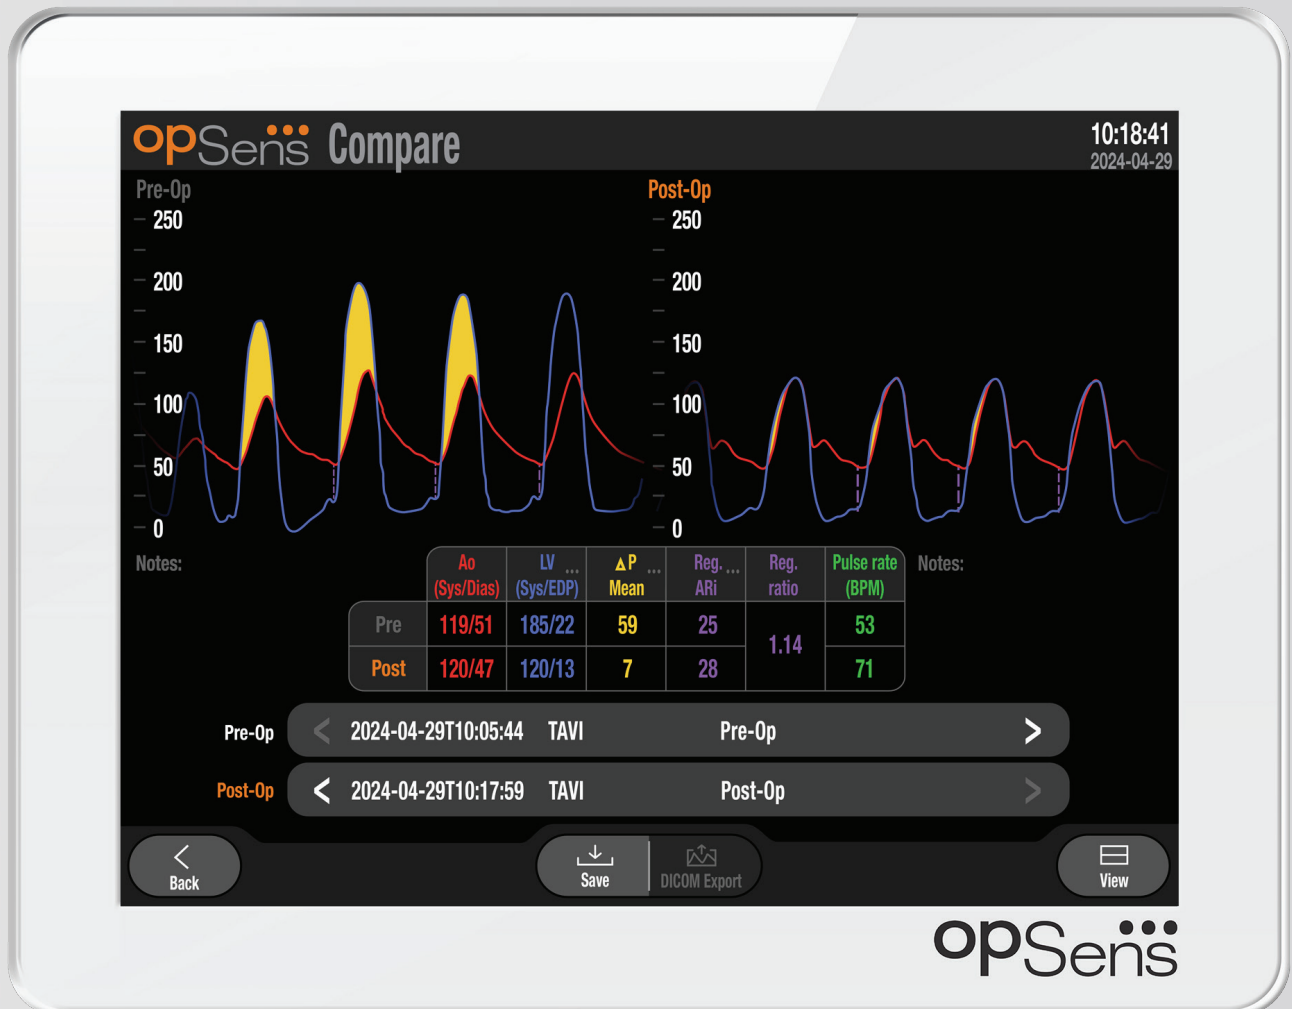 opSens Compare
10:18:41
2024-04-29
Pre-Op
250
200
150
100
50
0
Post-Op
250
200
150
100
50
0
Notes:
Ao (Sys/Dias) LV ... (Sys/EDP) ΔP ... Mean Reg. ... ARi Reg. ratio Pulse rate (BPM)
Pre 119/51 185/22 59 25 1.14 53
Post 120/47 120/13 7 28 71
Notes:
Pre-Op < 2024-04-29T10:05:44 TAVI Pre-Op >
Post-Op < 2024-04-29T10:17:59 TAVI Post-Op >
Back
Save
DICOM Export
View
opSens